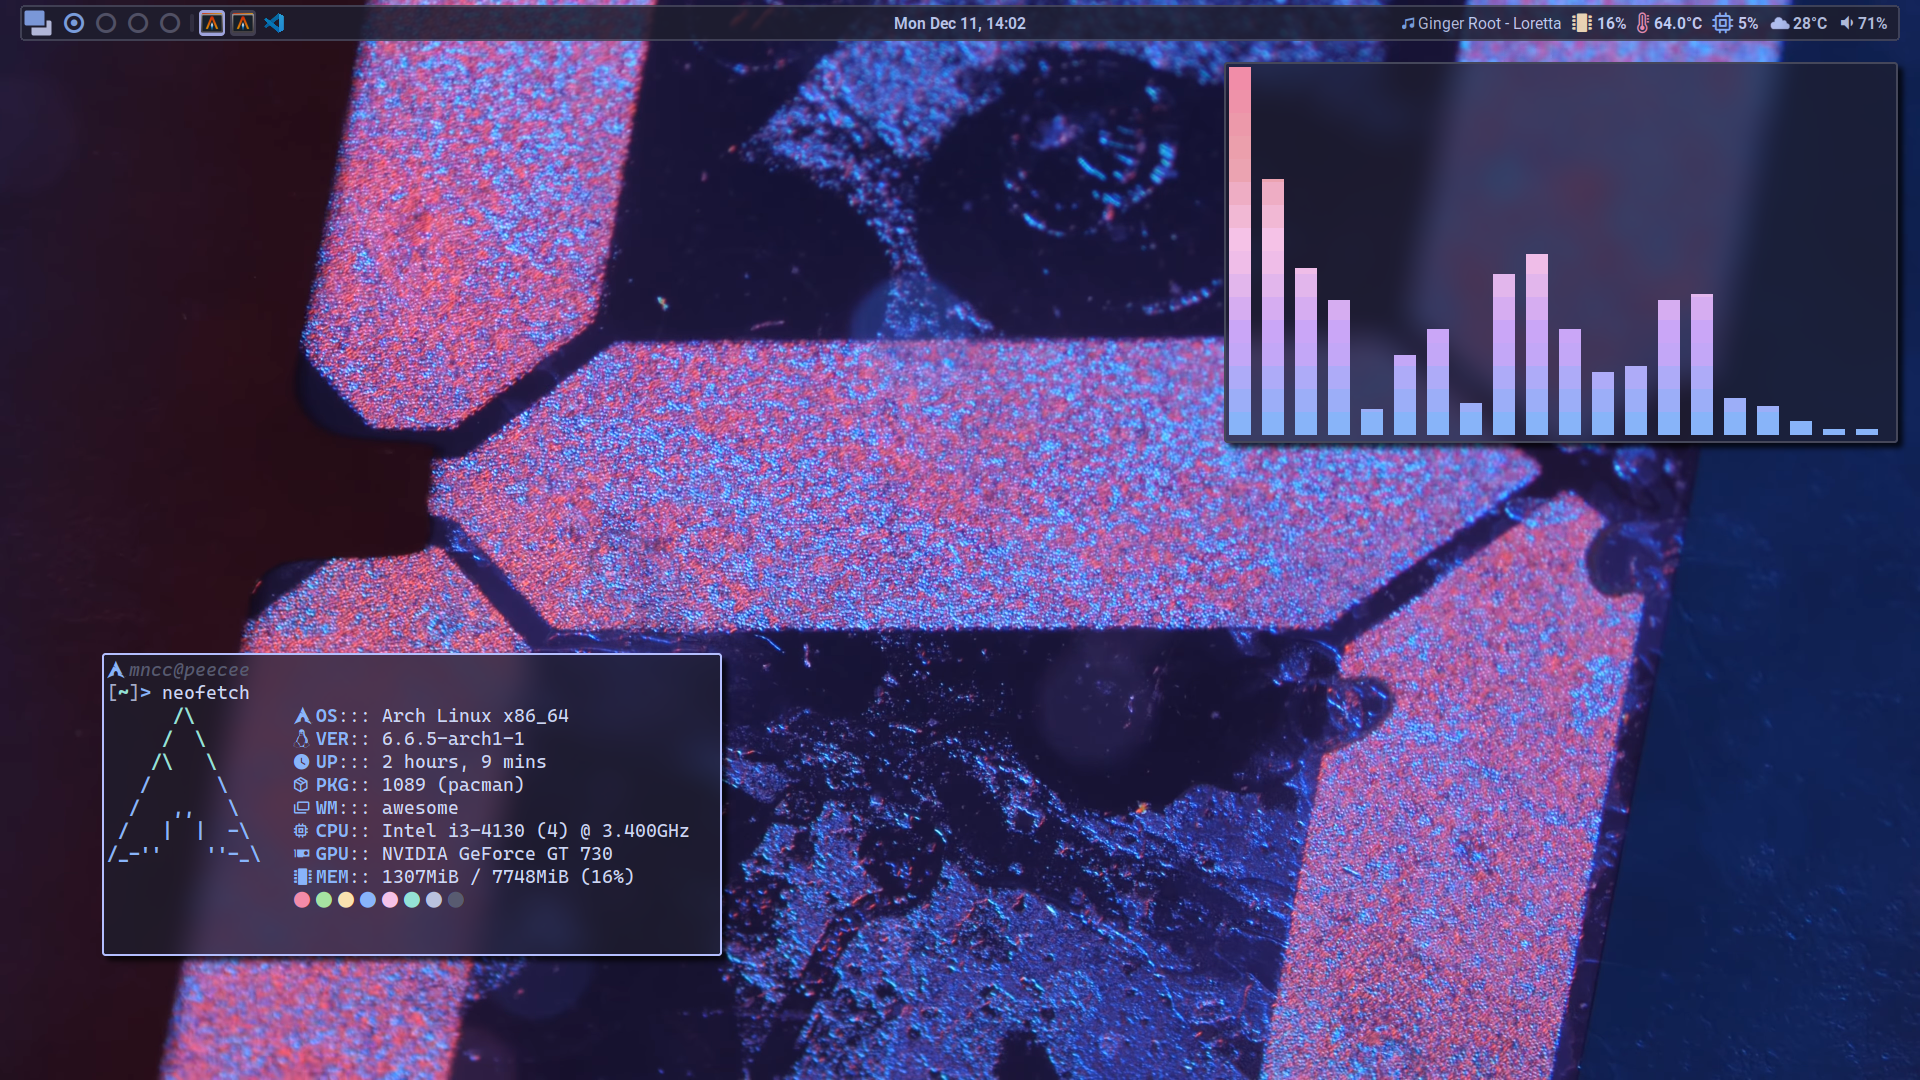 Mon Dec 11, 14:02
Ginger Root - Loretta 16% 64.0°C 5% 28°C 71%
mncc@peecee
[~]> neofetch
OS::: Arch Linux x86_64
VER:: 6.6.5-arch1-1
UP::: 2 hours, 9 mins
PKG:: 1089 (pacman)
WM::: awesome
CPU:: Intel i3-4130 (4) @ 3.400GHz
GPU:: NVIDIA GeForce GT 730
MEM:: 1307MiB / 7748MiB (16%)